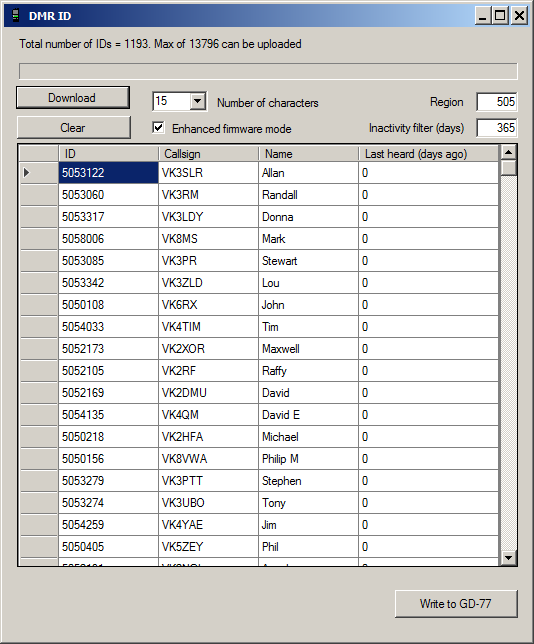 DMR ID
Total number of IDs = 1193. Max of 13796 can be uploaded
Download 15 Number of characters Region 505
Clear Enhanced firmware mode Inactivity filter (days) 365
ID Callsign Name Last heard (days ago)
5053122 VK3SLR Allan 0
5053060 VK3RM Randall 0
5053317 VK3LDY Donna 0
5058006 VK8MS Mark 0
5053085 VK3PR Stewart 0
5053342 VK3ZLD Lou 0
5050108 VK6RX John 0
5054033 VK4TIM Tim 0
5052173 VK2XOR Maxwell 0
5052105 VK2RF Raffy 0
5052169 VK2DMU David 0
5054135 VK4QM David E 0
5050218 VK2HFA Michael 0
5050156 VK8VWA Philip M 0
5053279 VK3PTT Stephen 0
5053274 VK3UBO Tony 0
5054259 VK4YAE Jim 0
5050405 VK5ZEY Phil 0
Write to GD-77